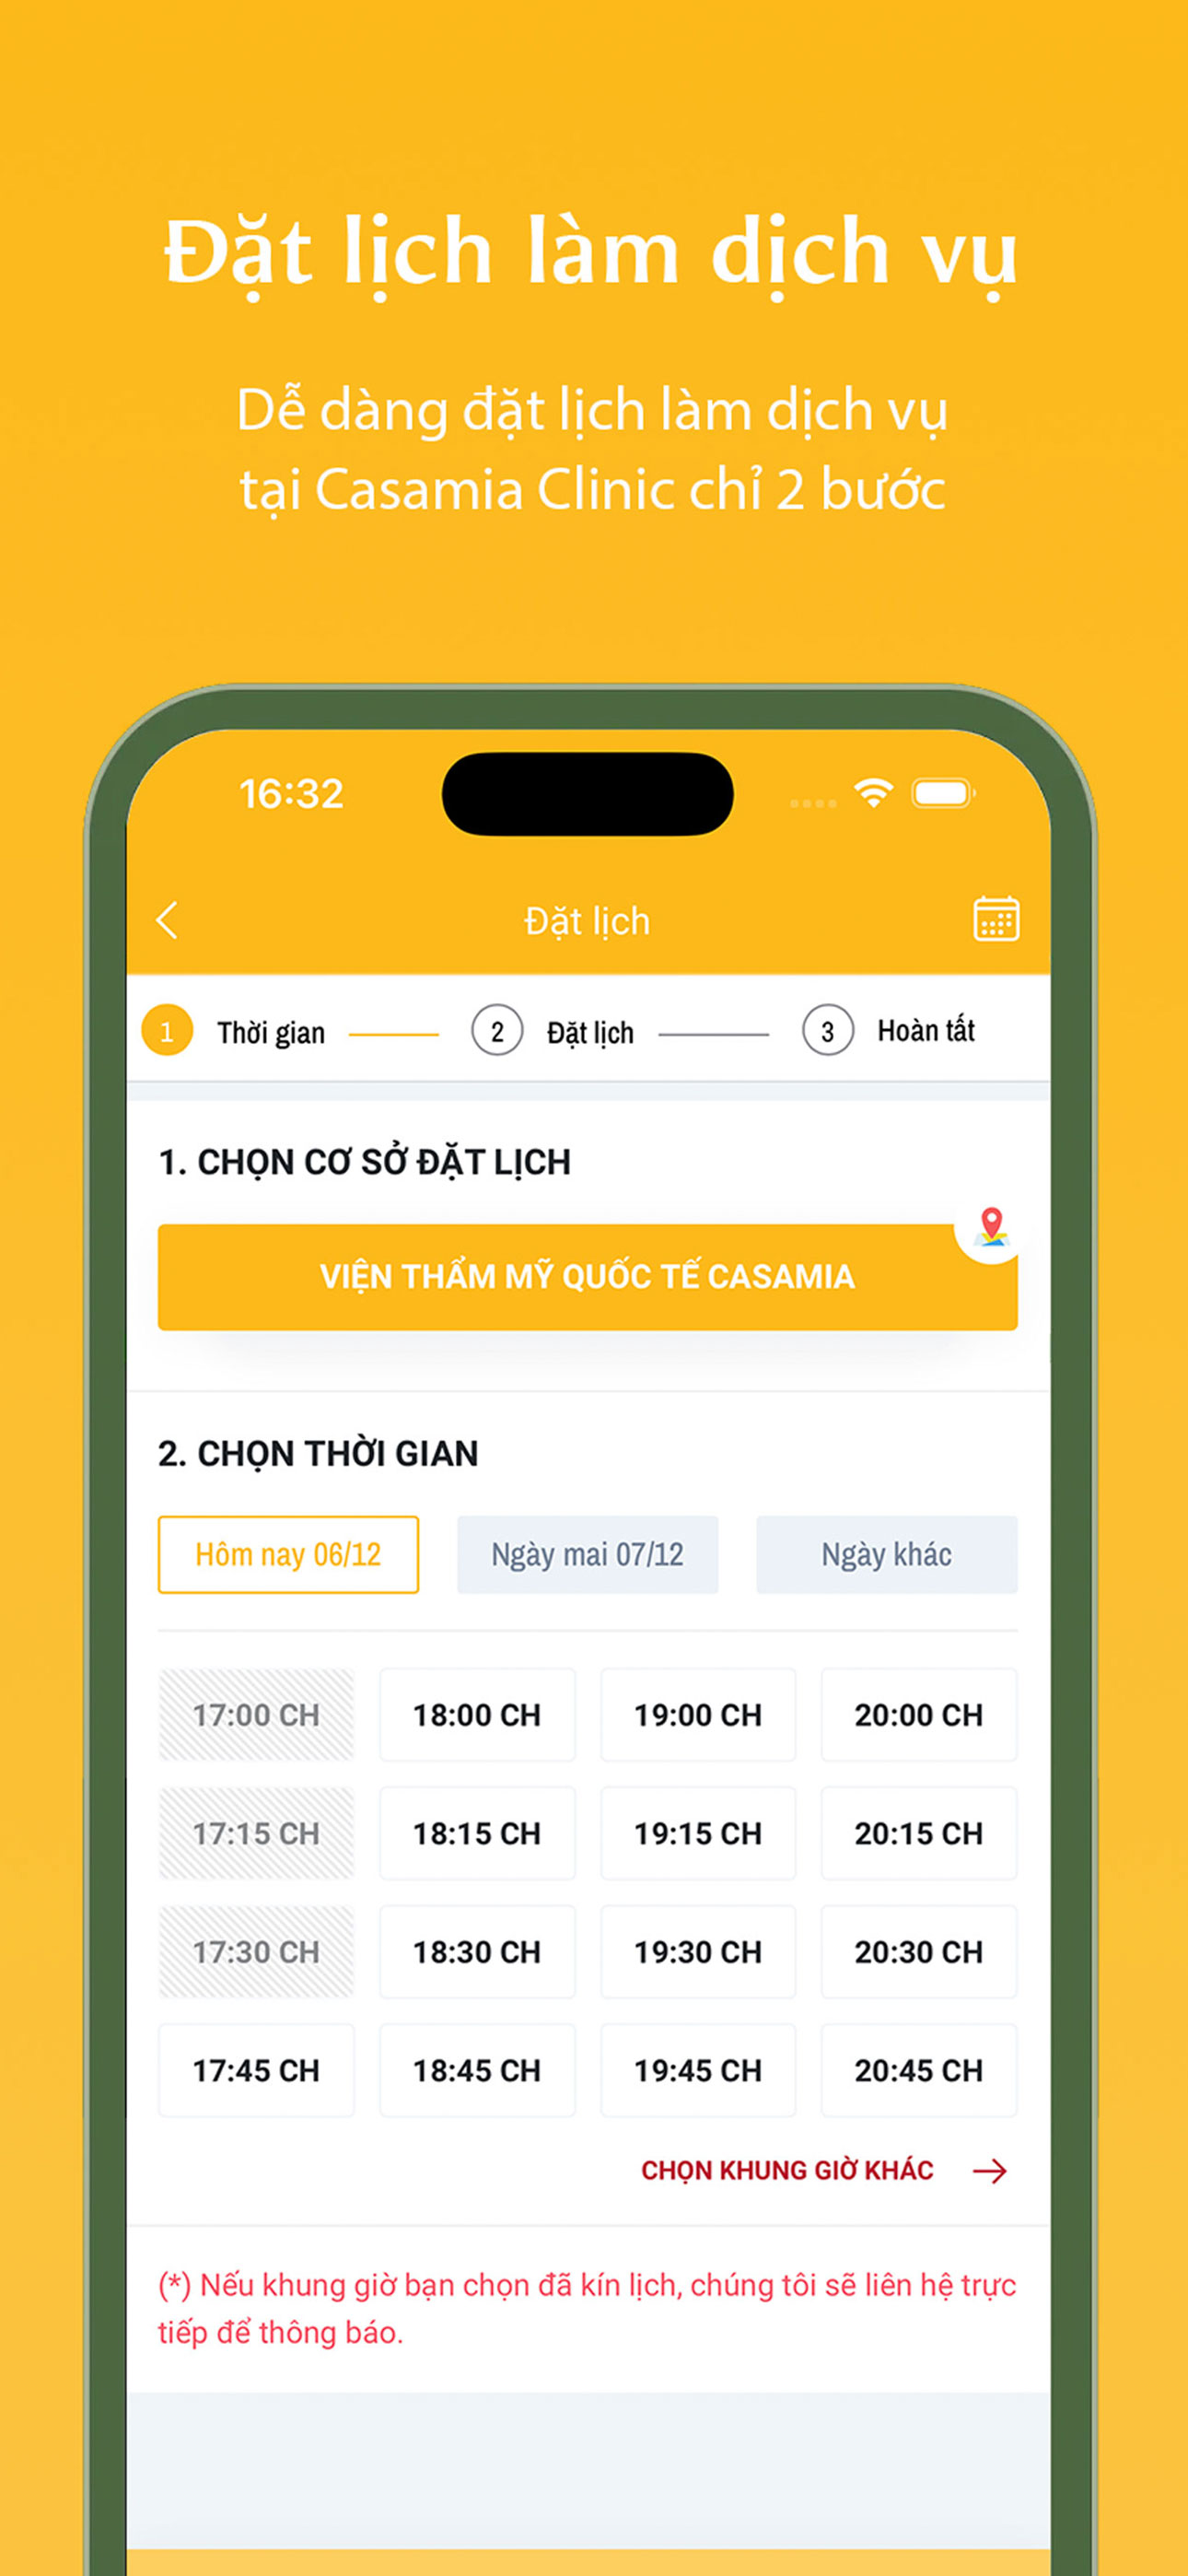 Đặt lịch làm dịch vụ
Dễ dàng đặt lịch làm dịch vụ
tại Casamia Clinic chỉ 2 bước
16:32
Đặt lịch
1 Thời gian 2 Đặt lịch 3 Hoàn tất
1. CHỌN CƠ SỞ ĐẶT LỊCH
VIỆN THẨM MỸ QUỐC TẾ CASAMIA
2. CHỌN THỜI GIAN
Hôm nay 06/12 Ngày mai 07/12 Ngày khác
17:00 CH 18:00 CH 19:00 CH 20:00 CH
17:15 CH 18:15 CH 19:15 CH 20:15 CH
17:30 CH 18:30 CH 19:30 CH 20:30 CH
17:45 CH 18:45 CH 19:45 CH 20:45 CH
CHỌN KHUNG GIỜ KHÁC
(*) Nếu khung giờ bạn chọn đã kín lịch, chúng tôi sẽ liên hệ trực
tiếp để thông báo.